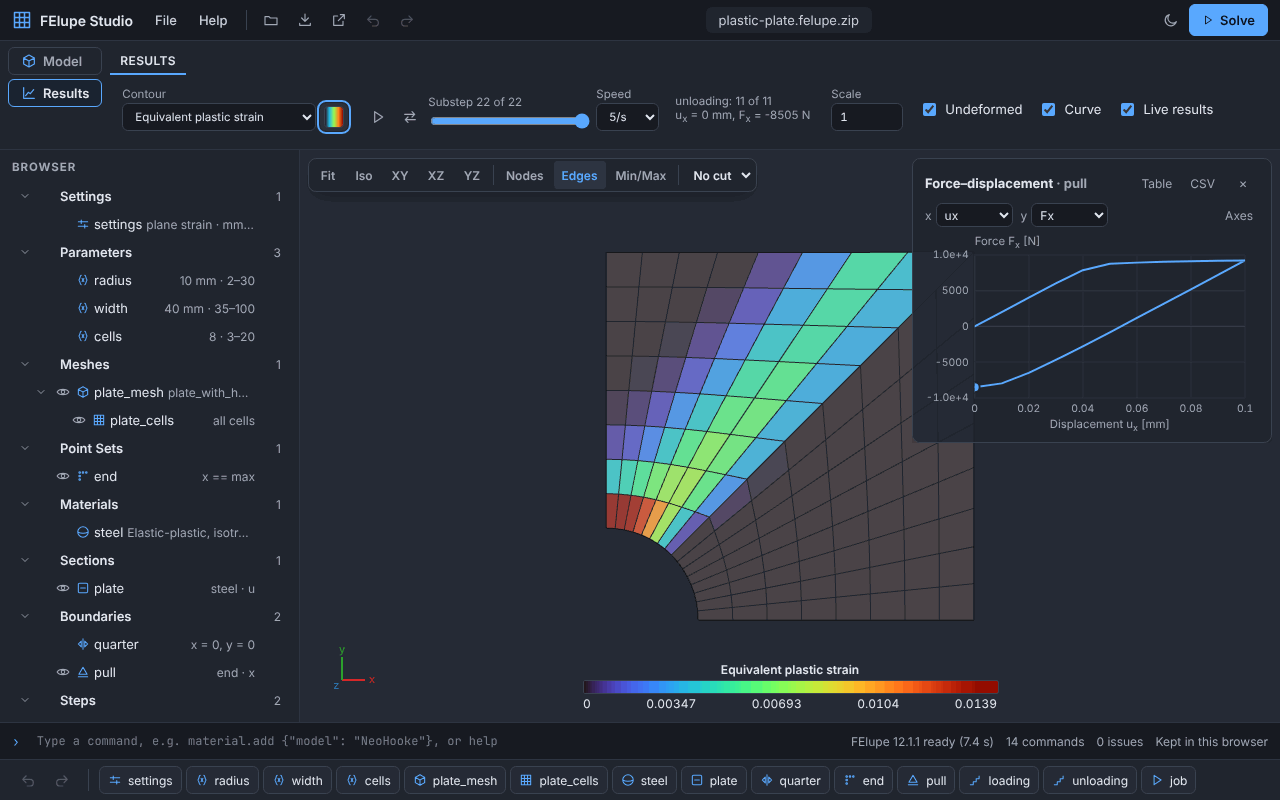 FElupe Studio File Help plastic-plate.felupe.zip Solve
Model RESULTS
Results
Contour Speed Scale
Equivalent plastic strain Substep 22 of 22 5/s unloading: 11 of 11 1 Undeformed Curve Live results
uₓ = 0 mm, Fₓ = -8505 N
BROWSER
Settings 1
settings plane strain · mm...
Parameters 3
radius 10 mm · 2–30
width 40 mm · 35–100
cells 8 · 3–20
Meshes 1
plate_mesh plate_with_h...
plate_cells all cells
Point Sets 1
end x == max
Materials 1
steel Elastic-plastic, isotr...
Sections 1
plate steel · u
Boundaries 2
quarter x = 0, y = 0
pull end · x
Steps 2
Fit Iso XY XZ YZ Nodes Edges Min/Max No cut
Force–displacement · pull Table CSV ×
x ux y Fx Axes
Force Fₓ [N]
1.0e+4
5000
0
-5000
-1.0e+4
0 0.02 0.04 0.06 0.08 0.1
Displacement uₓ [mm]
y
z x
Equivalent plastic strain
0 0.00347 0.00693 0.0104 0.0139
› Type a command, e.g. material.add {"model": "NeoHooke"}, or help FElupe 12.1.1 ready (7.4 s) 14 commands 0 issues Kept in this browser
settings radius width cells plate_mesh plate_cells steel plate quarter end pull loading unloading job